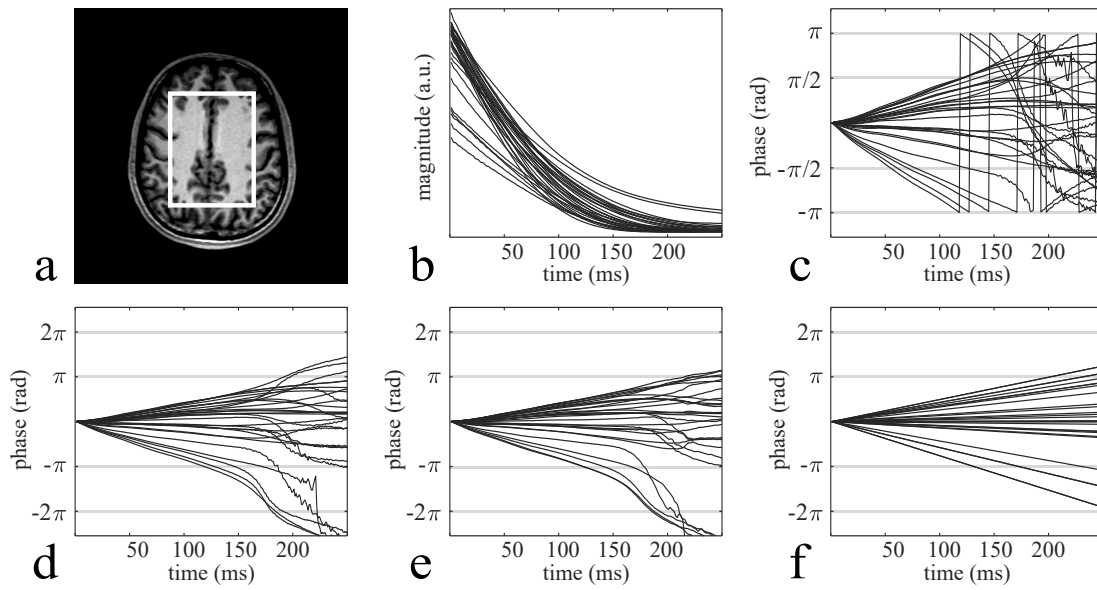 a
magnitude (a.u.)
50 100 150 200
time (ms)
b
π
π/2
-π/2
-π
phase (rad)
50 100 150 200
time (ms)
c
2π
π
-π
-2π
phase (rad)
50 100 150 200
time (ms)
d
2π
π
-π
-2π
phase (rad)
50 100 150 200
time (ms)
e
2π
π
-π
-2π
phase (rad)
50 100 150 200
time (ms)
f